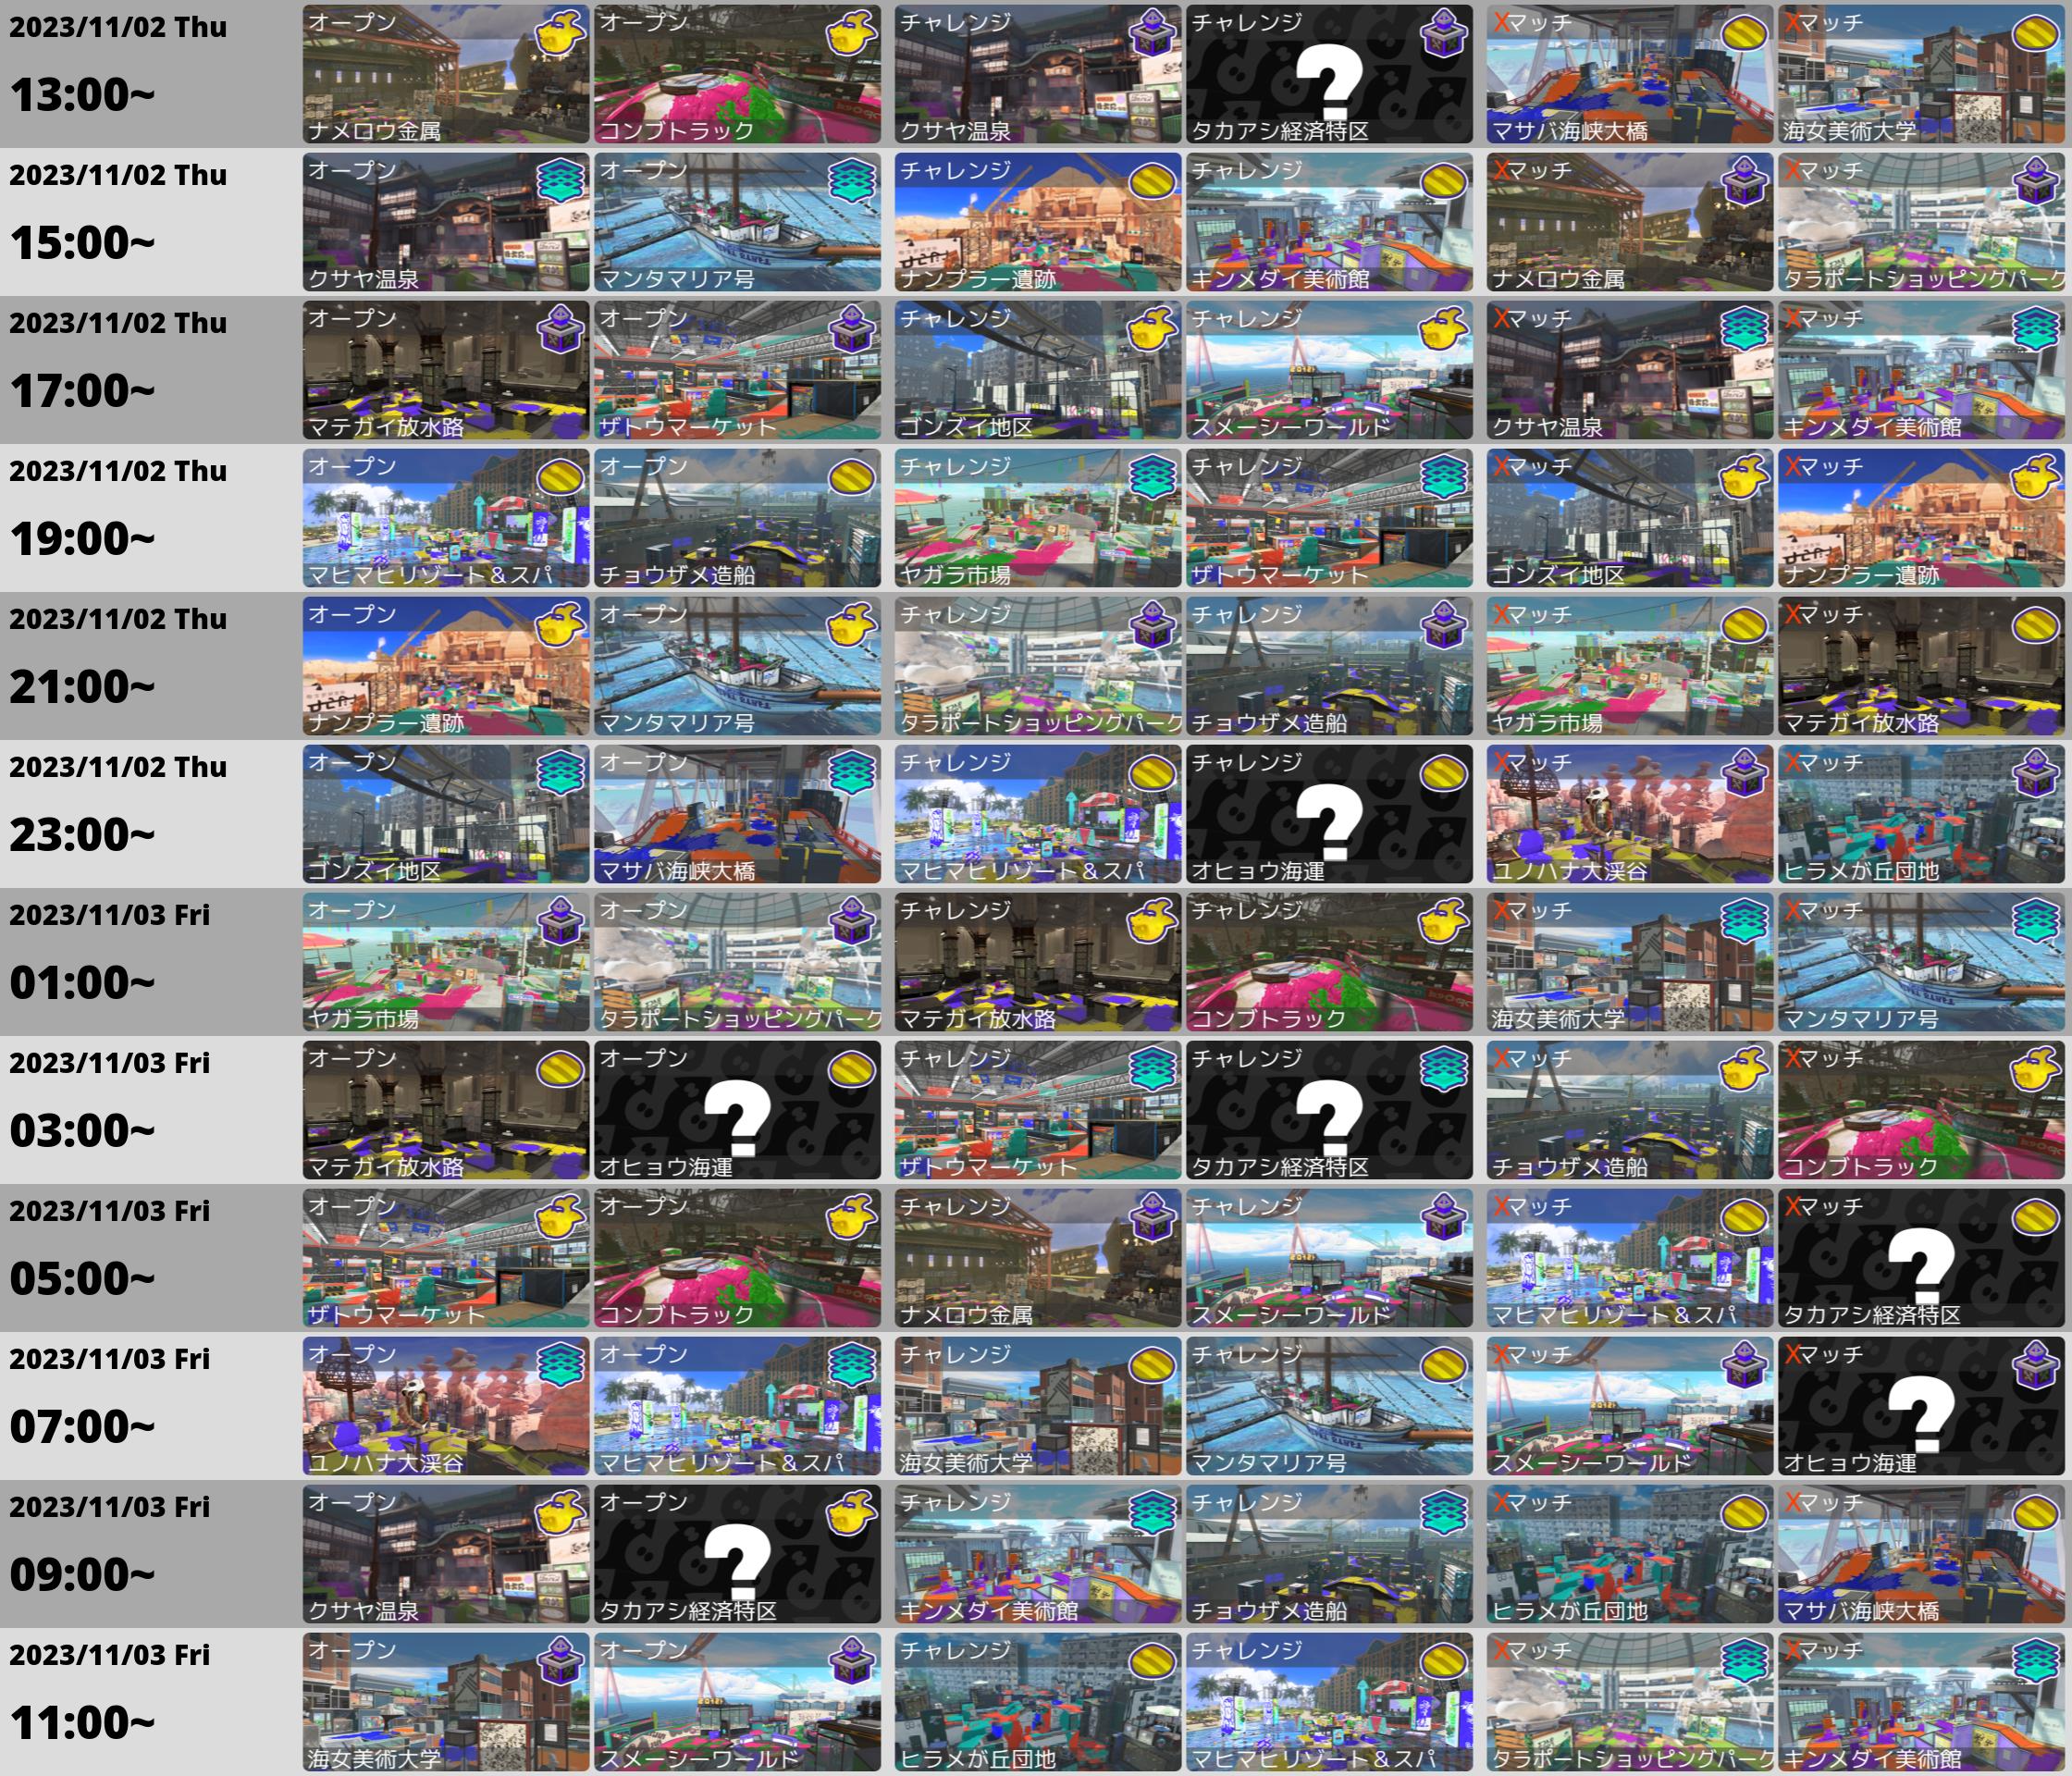 2023/11/02 Thu
13:00~
オープン
ナメロウ金属
オープン
コンブトラック
チャレンジ
クサヤ温泉
チャレンジ
タカアシ経済特区
Xマッチ
マサバ海峡大橋
Xマッチ
海女美術大学
2023/11/02 Thu
15:00~
オープン
クサヤ温泉
オープン
マンタマリア号
チャレンジ
ナンプラー遺跡
チャレンジ
キンメダイ美術館
Xマッチ
ナメロウ金属
Xマッチ
タラポートショッピングパーク
2023/11/02 Thu
17:00~
オープン
マテガイ放水路
オープン
ザトウマーケット
チャレンジ
ゴンズイ地区
チャレンジ
スメーシーワールド
Xマッチ
クサヤ温泉
Xマッチ
キンメダイ美術館
2023/11/02 Thu
19:00~
オープン
マヒマヒリゾート＆スパ
オープン
チョウザメ造船
チャレンジ
ヤガラ市場
チャレンジ
ザトウマーケット
Xマッチ
ゴンズイ地区
Xマッチ
ナンプラー遺跡
2023/11/02 Thu
21:00~
オープン
ナンプラー遺跡
オープン
マンタマリア号
チャレンジ
タラポートショッピングパーク
チャレンジ
チョウザメ造船
Xマッチ
ヤガラ市場
Xマッチ
マテガイ放水路
2023/11/02 Thu
23:00~
オープン
ゴンズイ地区
オープン
マサバ海峡大橋
チャレンジ
マヒマヒリゾート＆スパ
チャレンジ
オヒョウ海運
Xマッチ
ユノハナ大渓谷
Xマッチ
ヒラメが丘団地
2023/11/03 Fri
01:00~
オープン
ヤガラ市場
オープン
タラポートショッピングパーク
チャレンジ
マテガイ放水路
チャレンジ
コンブトラック
Xマッチ
海女美術大学
Xマッチ
マンタマリア号
2023/11/03 Fri
03:00~
オープン
マテガイ放水路
オープン
オヒョウ海運
チャレンジ
ザトウマーケット
チャレンジ
タカアシ経済特区
Xマッチ
チョウザメ造船
Xマッチ
コンブトラック
2023/11/03 Fri
05:00~
オープン
ザトウマーケット
オープン
コンブトラック
チャレンジ
ナメロウ金属
チャレンジ
スメーシーワールド
Xマッチ
マヒマヒリゾート＆スパ
Xマッチ
タカアシ経済特区
2023/11/03 Fri
07:00~
オープン
ユノハナ大渓谷
オープン
マヒマヒリゾート＆スパ
チャレンジ
海女美術大学
チャレンジ
マンタマリア号
Xマッチ
スメーシーワールド
Xマッチ
オヒョウ海運
2023/11/03 Fri
09:00~
オープン
クサヤ温泉
オープン
タカアシ経済特区
チャレンジ
キンメダイ美術館
チャレンジ
チョウザメ造船
Xマッチ
ヒラメが丘団地
Xマッチ
マサバ海峡大橋
2023/11/03 Fri
11:00~
オープン
海女美術大学
オープン
スメーシーワールド
チャレンジ
ヒラメが丘団地
チャレンジ
マヒマヒリゾート＆スパ
Xマッチ
タラポートショッピングパーク
Xマッチ
キンメダイ美術館